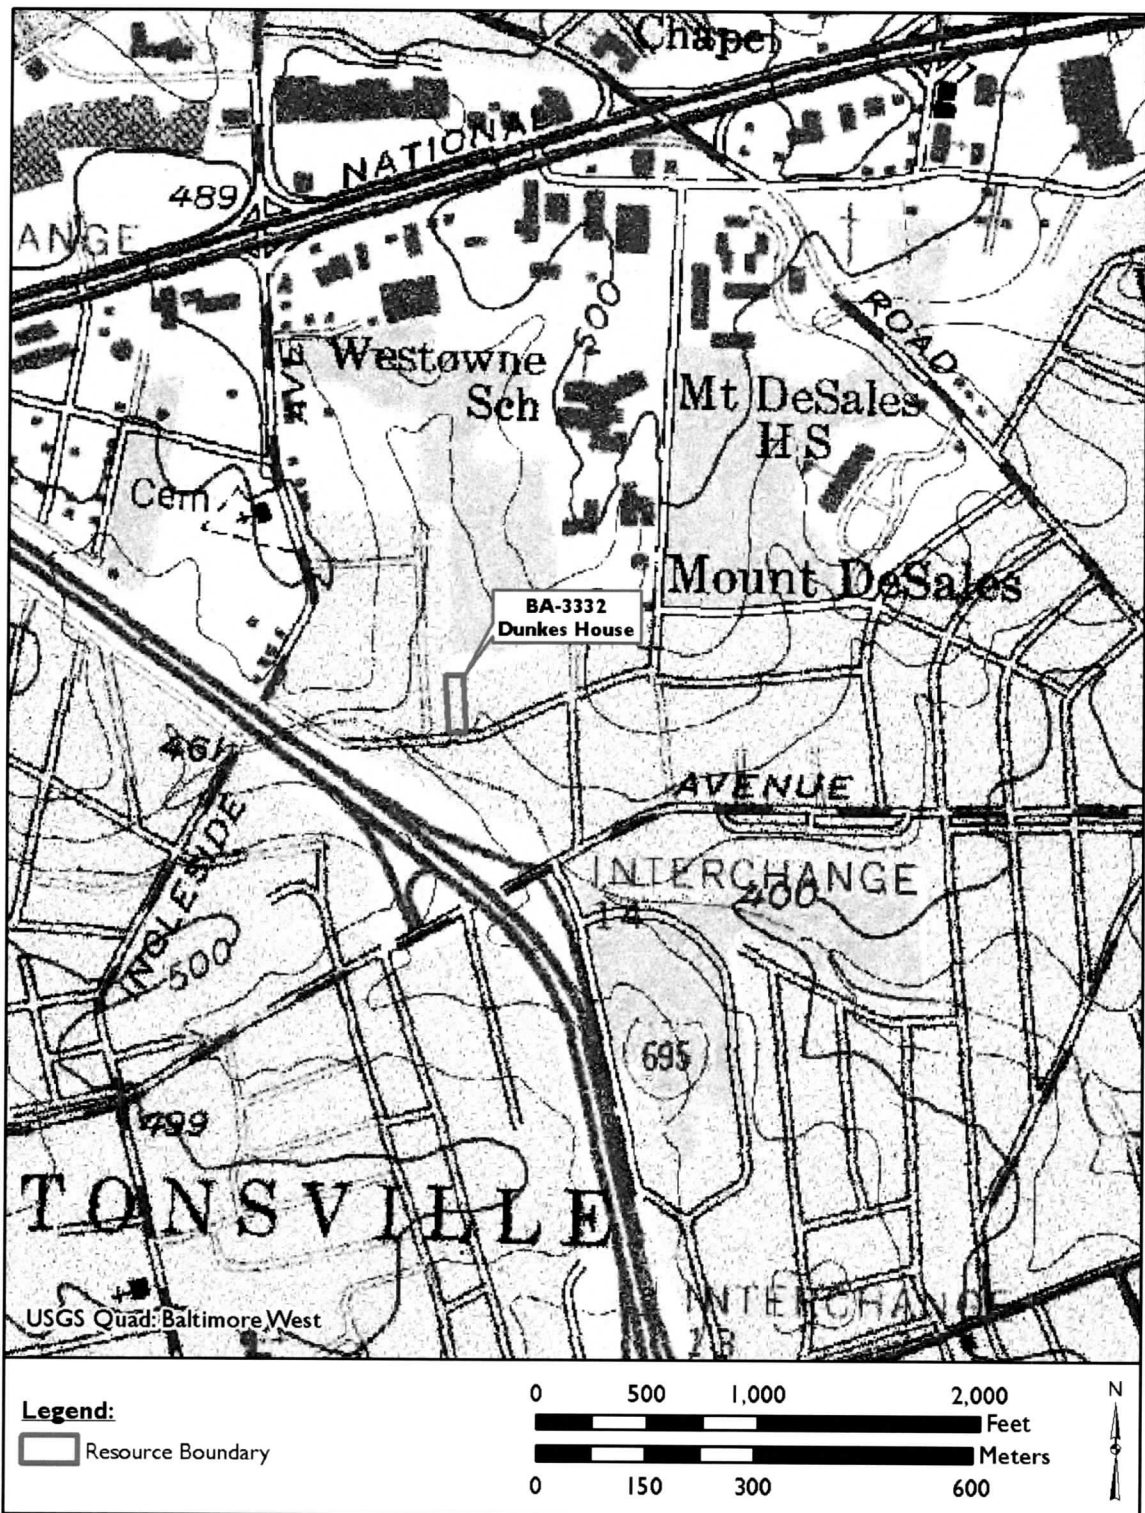 Chapel
NATIONAL
489
ANGE
500
ROAD
AVE
Westowne
Sch
Mt DeSales
H S
Cem
Mount DeSales
BA-3332
Dunkes House
AVENUE
INGLESIDE
INTERCHANGE
14
400
500
695
499
TONSVILLE
INTERCHANGE
13
USGS Quad: Baltimore West
Legend:
Resource Boundary
0 500 1,000 2,000
Feet
Meters
0 150 300 600
N